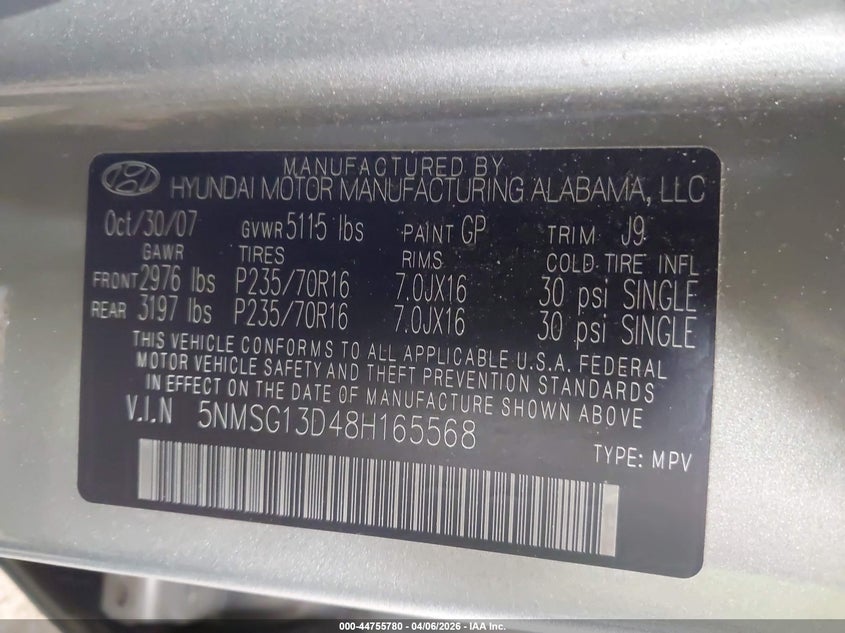 MANUFACTURED BY
HYUNDAI MOTOR MANUFACTURING ALABAMA, LLC
Oct/30/07 GVWR 5115 lbs PAINT GP TRIM J9
GAWR TIRES RIMS COLD TIRE INFL
FRONT 2976 lbs P235/70R16 7.0JX16 30 psi SINGLE
REAR 3197 lbs P235/70R16 7.0JX16 30 psi SINGLE
THIS VEHICLE CONFORMS TO ALL APPLICABLE U.S.A. FEDERAL
MOTOR VEHICLE SAFETY AND THEFT PREVENTION STANDARDS
IN EFFECT ON THE DATE OF MANUFACTURE SHOWN ABOVE
V.I.N 5NMSG13D48H165568
TYPE: MPV
000-44755780 - 04/06/2026 - IAA Inc.